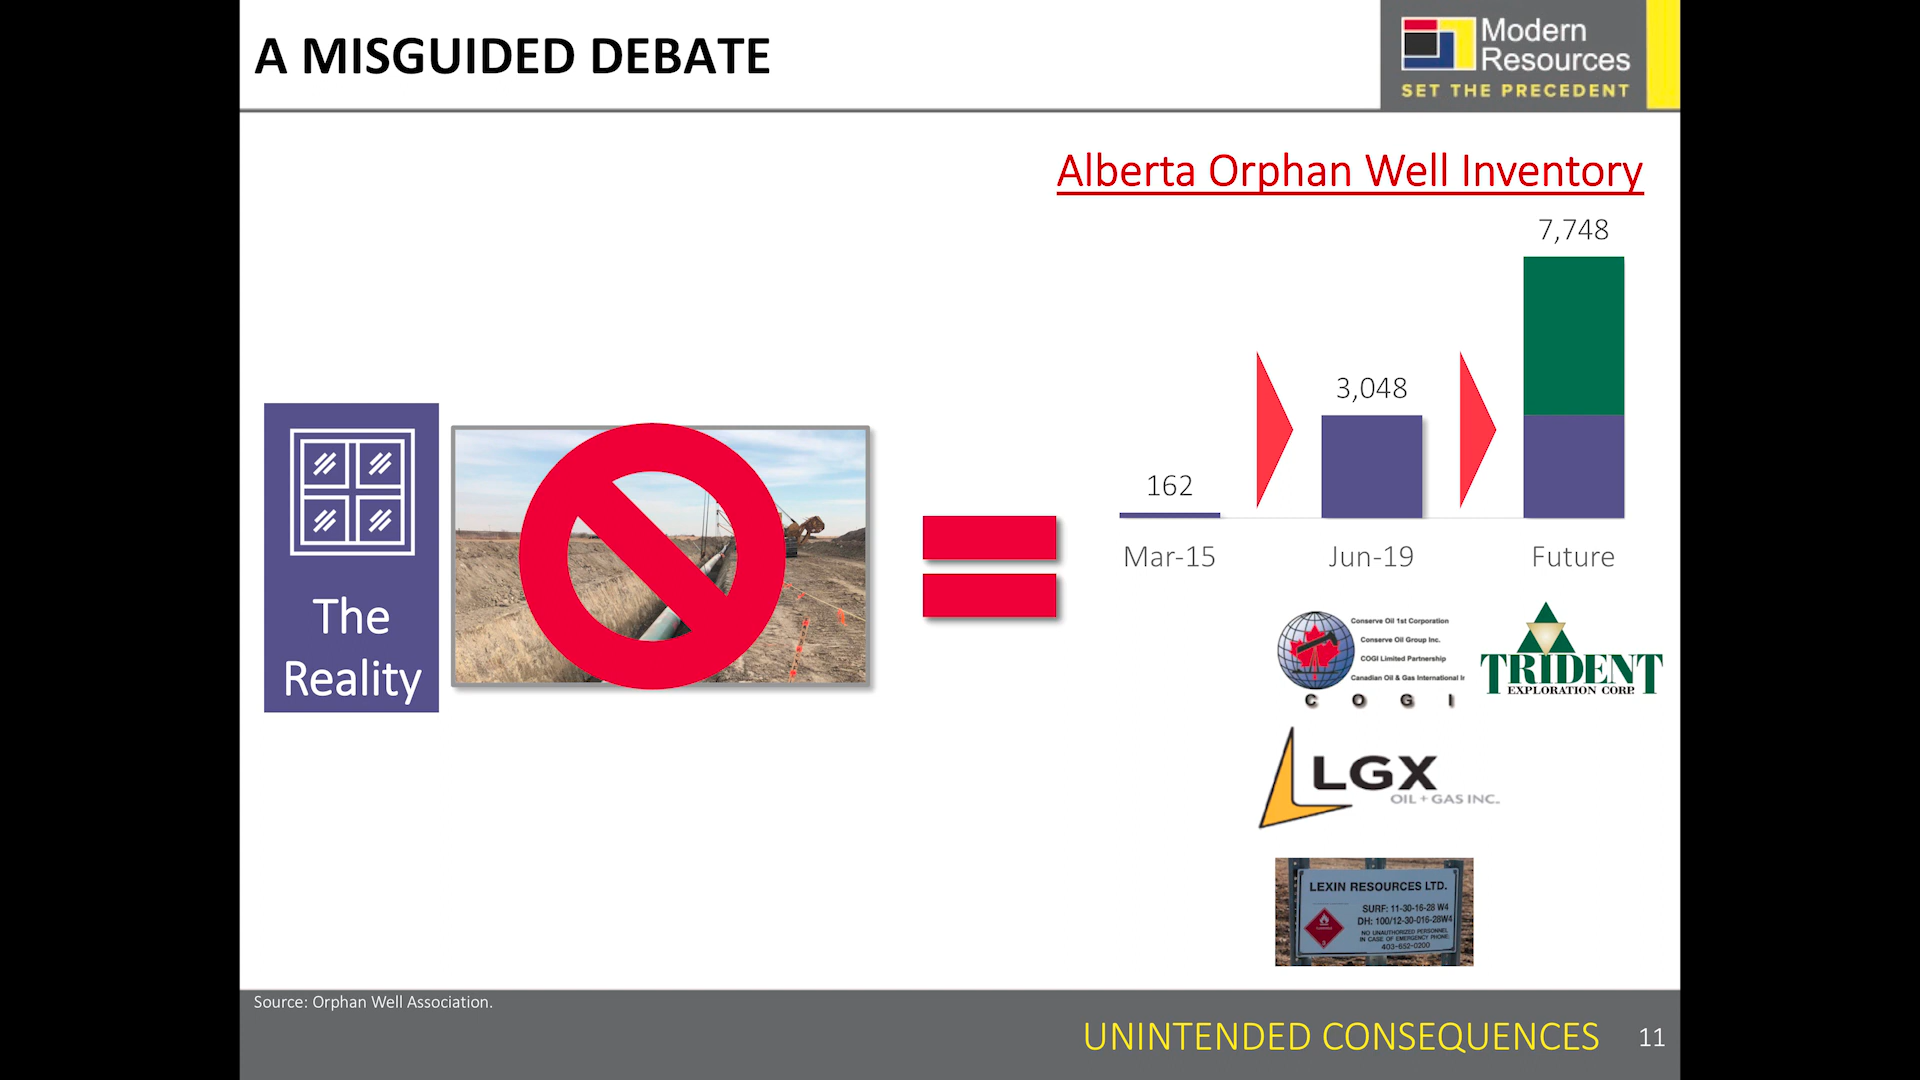 A MISGUIDED DEBATE
Modern
Resources
SET THE PRECEDENT
Alberta Orphan Well Inventory
7,748
3,048
162
Mar-15
Jun-19
Future
The
Reality
Conserve Oil 1st Corporation
Conserve Oil Group Inc.
COGI Limited Partnership
Canadian Oil & Gas International Ir
C O G I
TRIDENT
EXPLORATION CORP.
LGX
OIL + GAS INC.
LEXIN RESOURCES LTD.
SURF: 11-30-16-28 W4
DH: 100/12-30-016-28W4
NO UNAUTHORIZED PERSONNEL
IN CASE OF EMERGENCY PHONE:
403-652-0200
3
Source: Orphan Well Association.
UNINTENDED CONSEQUENCES
11